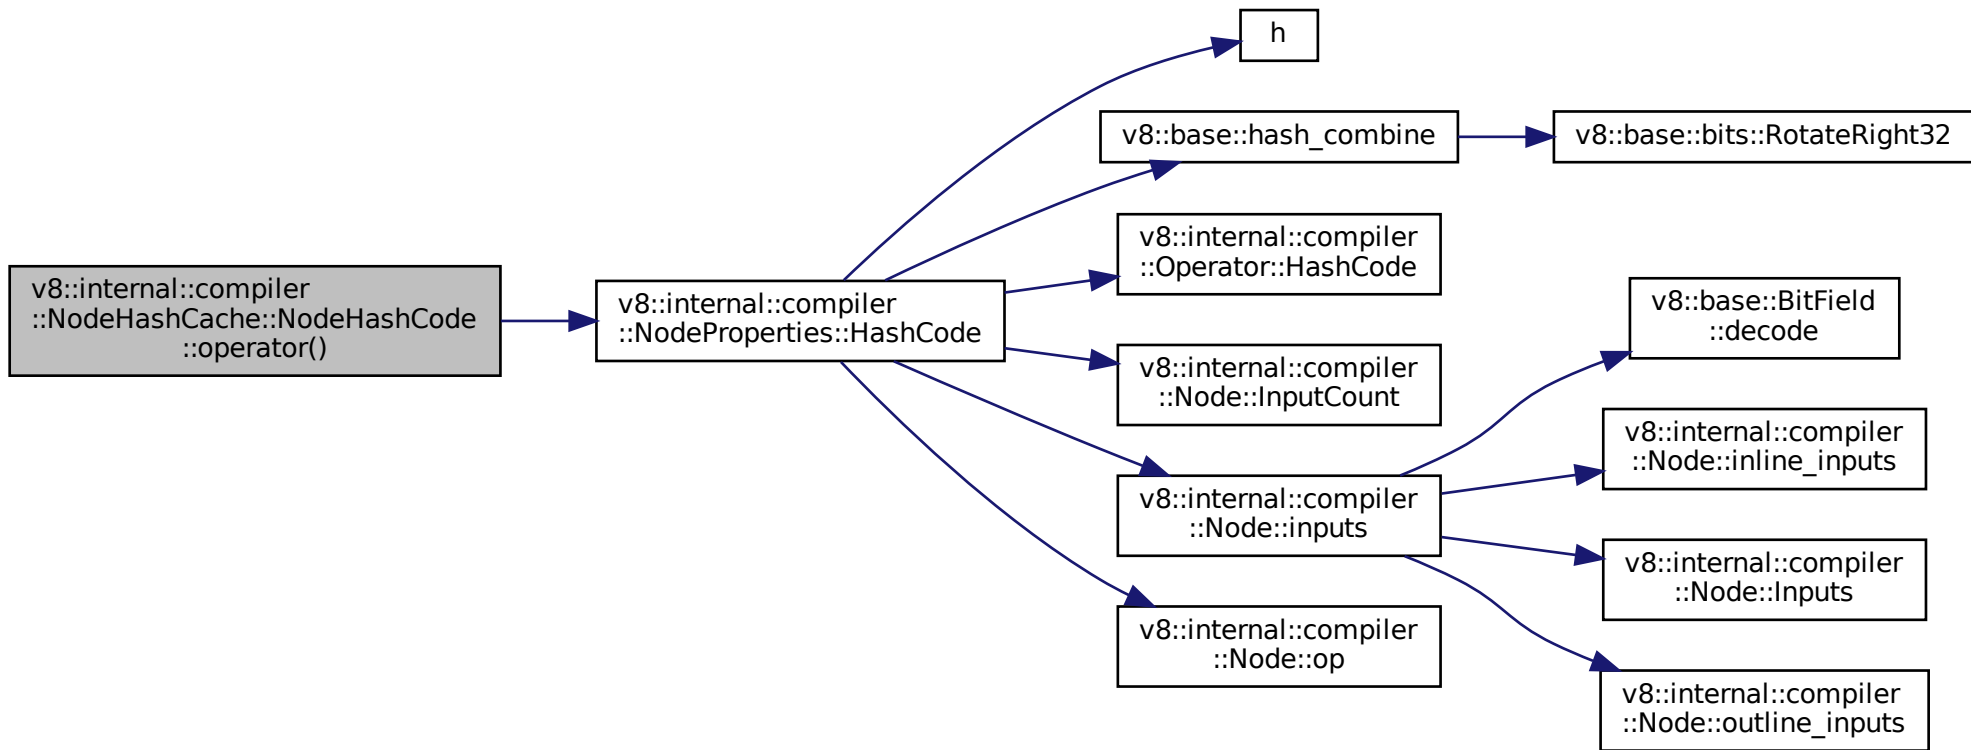 v8::internal::compiler
::NodeHashCache::NodeHashCode
::operator()
v8::internal::compiler
::NodeProperties::HashCode
h
v8::base::hash_combine
v8::base::bits::RotateRight32
v8::internal::compiler
::Operator::HashCode
v8::internal::compiler
::Node::InputCount
v8::internal::compiler
::Node::inputs
v8::base::BitField
::decode
v8::internal::compiler
::Node::inline_inputs
v8::internal::compiler
::Node::Inputs
v8::internal::compiler
::Node::outline_inputs
v8::internal::compiler
::Node::op